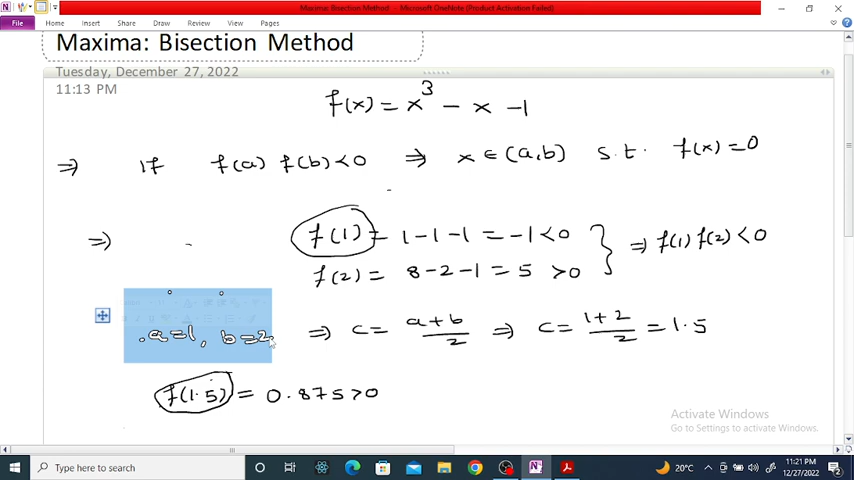 Maxima: Bisection Method -- Microsoft OneNote (Product Activation Failed)
File Home Insert Share Draw Review View Pages
Maxima: Bisection Method
Tuesday, December 27, 2022
11:13 PM
f(x) = x³ - x - 1
⇒ If f(a) f(b) < 0 ⇒ x ∈ (a,b) s.t. f(x) = 0
⇒ f(1) = 1 - 1 - 1 = -1 < 0
f(2) = 8 - 2 - 1 = 5 > 0 } ⇒ f(1) f(2) < 0
a=1, b=2 ⇒ c = a+b/2 ⇒ c = 1+2/2 = 1.5
f(1.5) = 0.875 > 0
Activate Windows
Go to Settings to activate Windows.
Type here to search
20°C
11:21 PM
12/27/2022
2